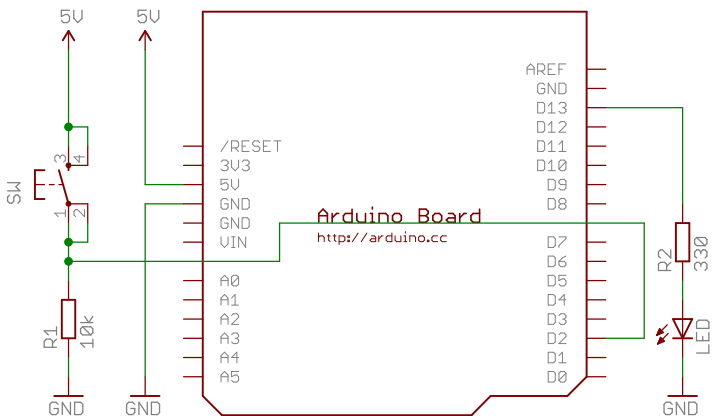 5V
5V
AREF
GND
D13
D12
D11
D10
D9
D8
D7
D6
D5
D4
D3
D2
D1
D0
/RESET
3V3
5V
GND
GND
VIN
A0
A1
A2
A3
A4
A5
Arduino Board
http://arduino.cc
SW
3
4
1
2
R1
10k
R2
330
LED
GND
GND
GND